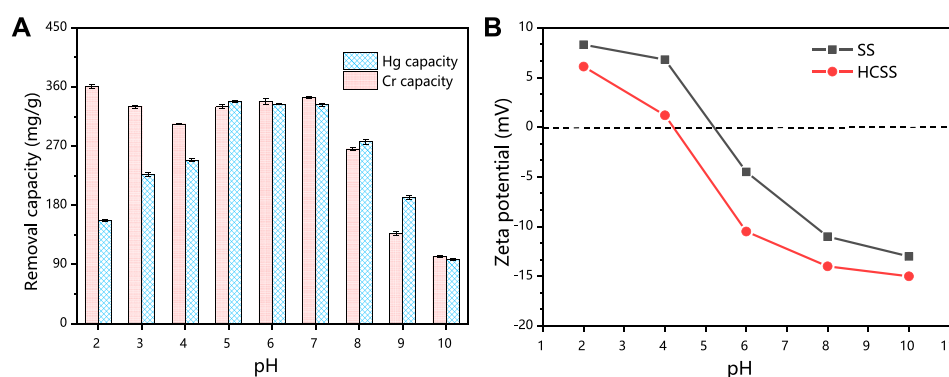 A
450
360
270
180
90
0
Removal capacity (mg/g)
Hg capacity
Cr capacity
2 3 4 5 6 7 8 9 10
pH
B
10
5
0
-5
-10
-15
-20
Zeta potential (mV)
SS
HCSS
1 2 3 4 5 6 7 8 9 10 1
pH